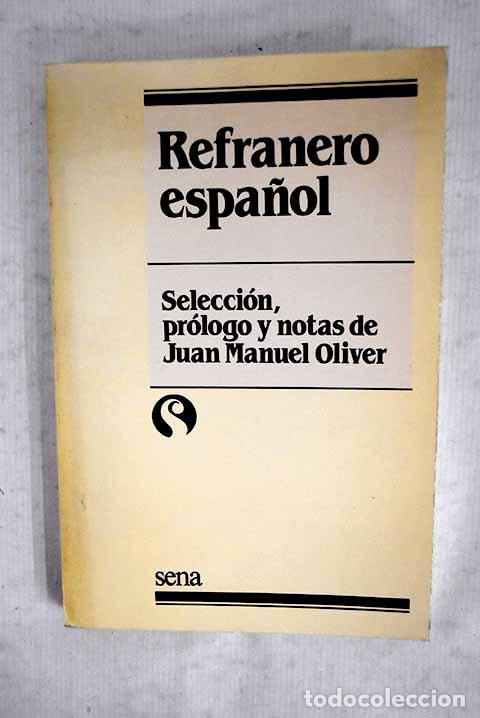 Refranero
español
Selección,
prólogo y notas de
Juan Manuel Oliver
sena
todocoleccion